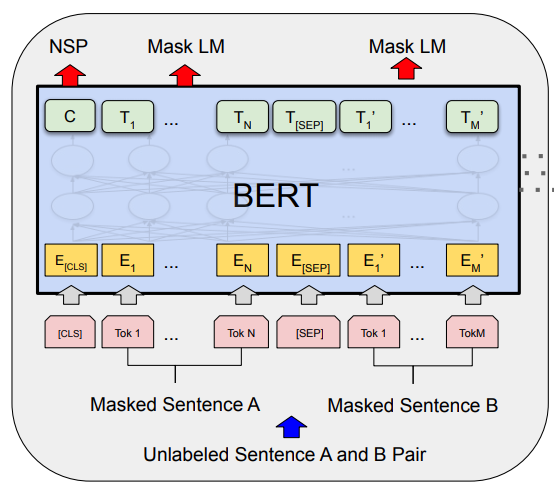 NSP Mask LM Mask LM
C T1 ... TN T[SEP] T1’ ... TM’
...
BERT
...
E[CLS] E1 ... EN E[SEP] E1’ ... EM’
[CLS] Tok 1 ... Tok N [SEP] Tok 1 ... TokM
Masked Sentence A Masked Sentence B
Unlabeled Sentence A and B Pair